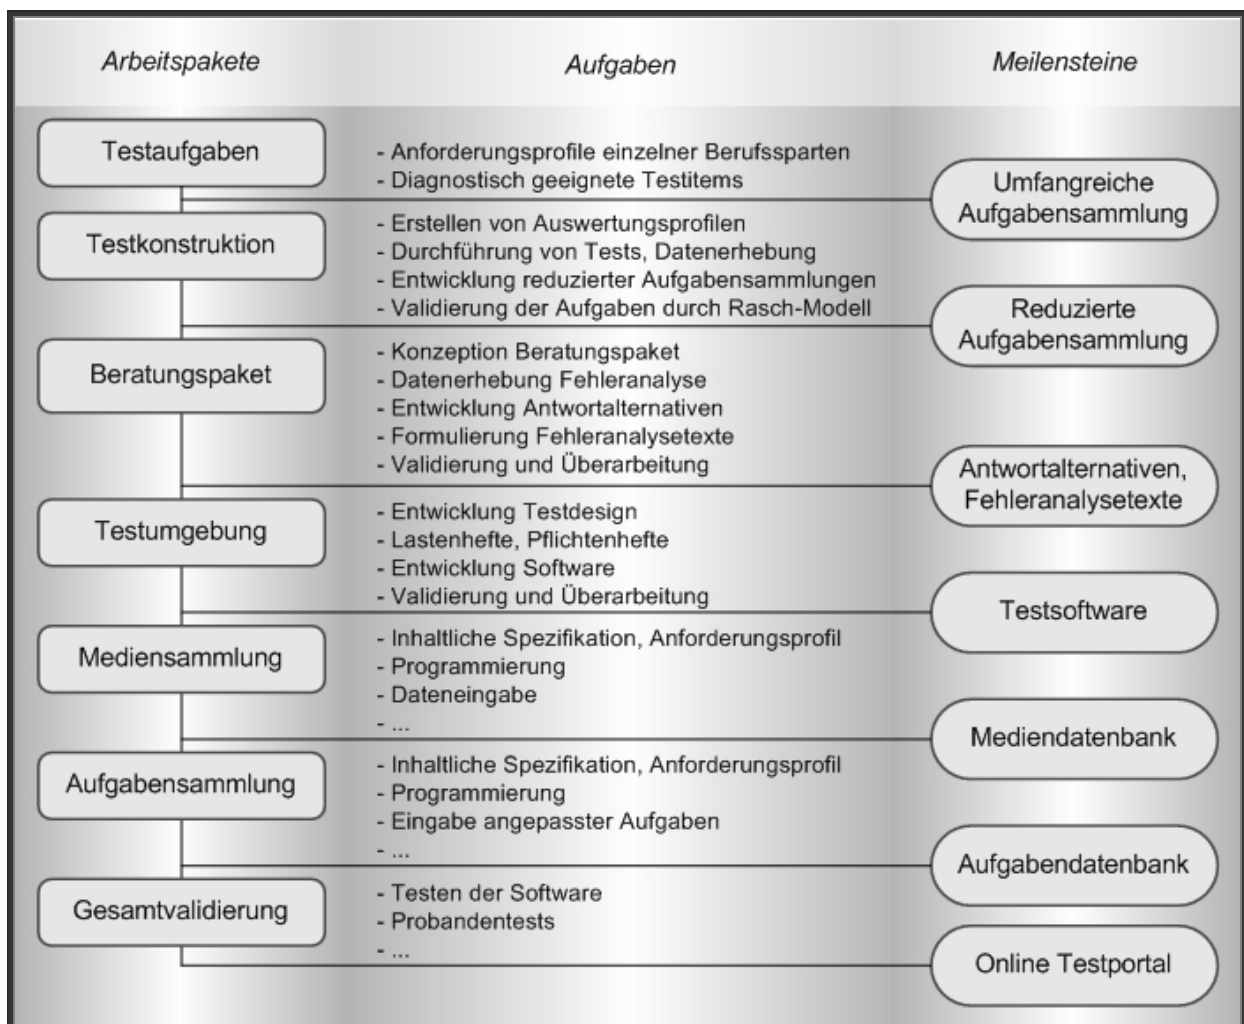 Arbeitspakete
Aufgaben
Meilensteine
Testaufgaben
- Anforderungsprofile einzelner Berufssparten
- Diagnostisch geeignete Testitems
Umfangreiche
Aufgabensammlung
Testkonstruktion
- Erstellen von Auswertungsprofilen
- Durchführung von Tests, Datenerhebung
- Entwicklung reduzierter Aufgabensammlungen
- Validierung der Aufgaben durch Rasch-Modell
Reduzierte
Aufgabensammlung
Beratungspaket
- Konzeption Beratungspaket
- Datenerhebung Fehleranalyse
- Entwicklung Antwortalternativen
- Formulierung Fehleranalysetexte
- Validierung und Überarbeitung
Antwortalternativen,
Fehleranalysetexte
Testumgebung
- Entwicklung Testdesign
- Lastenhefte, Pflichtenhefte
- Entwicklung Software
- Validierung und Überarbeitung
Testsoftware
Mediensammlung
- Inhaltliche Spezifikation, Anforderungsprofil
- Programmierung
- Dateneingabe
- ...
Mediendatenbank
Aufgabensammlung
- Inhaltliche Spezifikation, Anforderungsprofil
- Programmierung
- Eingabe angepasster Aufgaben
- ...
Aufgabendatenbank
Gesamtvalidierung
- Testen der Software
- Probandentests
- ...
Online Testportal